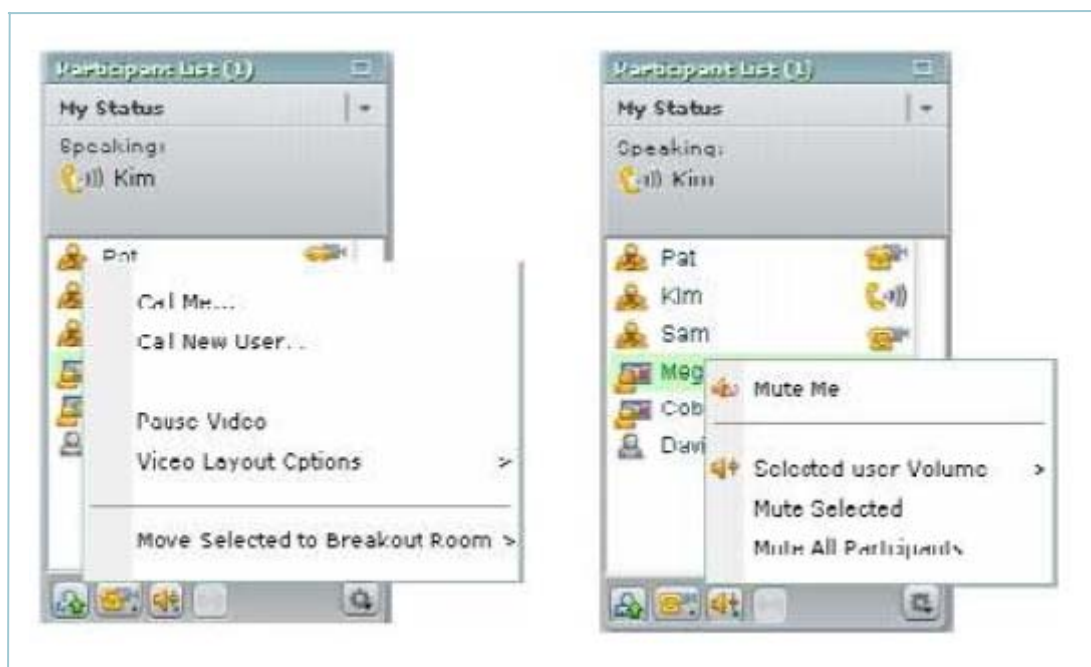 Participant List (1)
My Status
Speaking:
Kim
Pat
Call Me...
Call New User...
Pause Video
Video Layout Options >
Move Selected to Breakout Room >
Participant List (1)
My Status
Speaking:
Kim
Pat
Kim
Sam
Meg
Cob
Davi
Mute Me
Selected user Volume >
Mute Selected
Mute All Participants